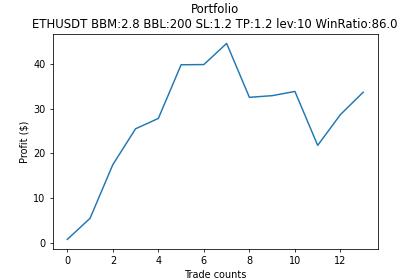 Portfolio
ETHUSDT BBM:2.8 BBL:200 SL:1.2 TP:1.2 lev:10 WinRatio:86.0
Profit ($)
40
30
20
10
0
0 2 4 6 8 10 12
Trade counts